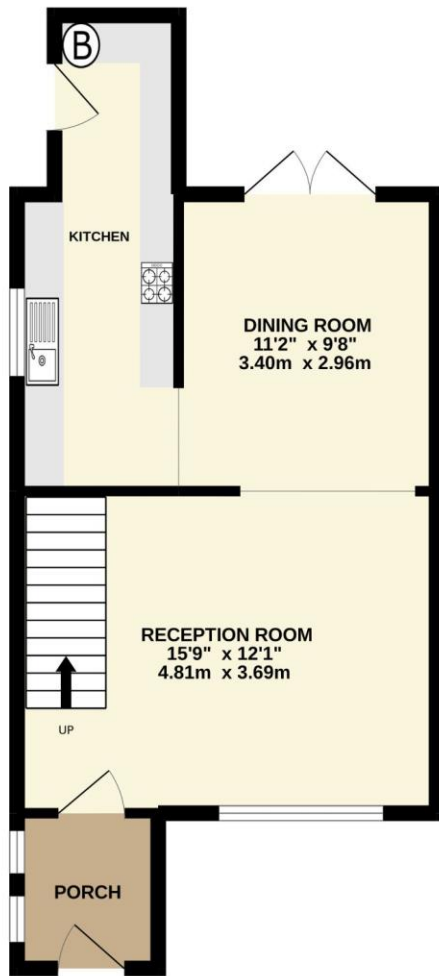 B
KITCHEN
DINING ROOM
11'2" x 9'8"
3.40m x 2.96m
RECEPTION ROOM
15'9" x 12'1"
4.81m x 3.69m
UP
PORCH